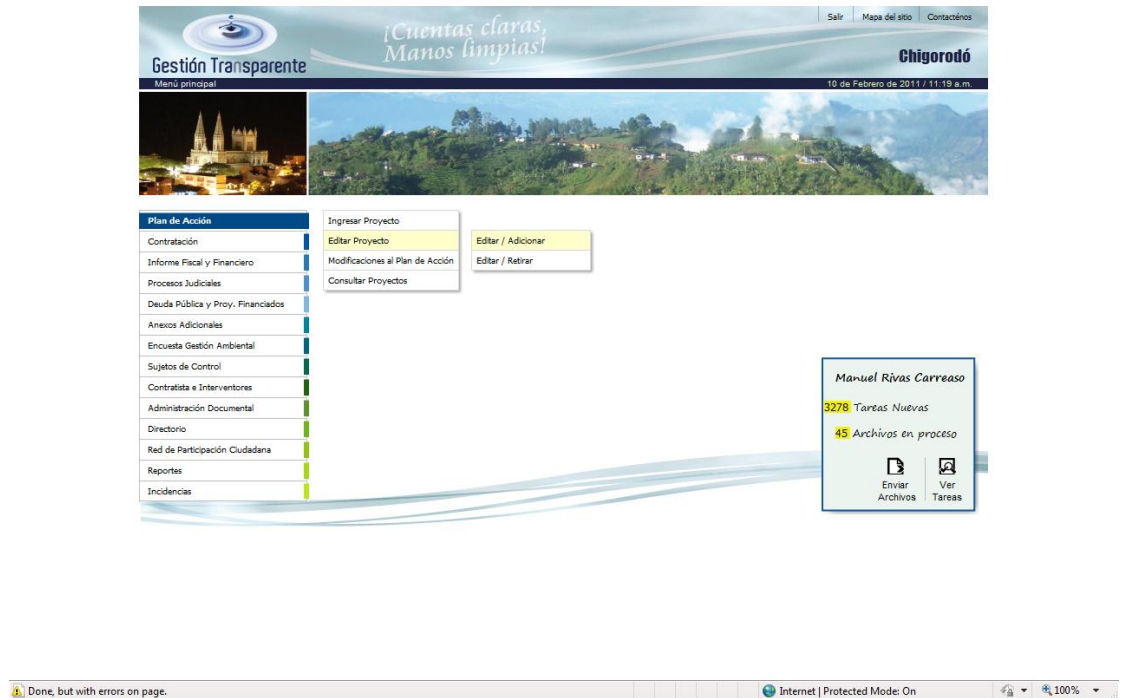 Salir Mapa del sitio Contacténos
¡Cuentas claras,
Manos limpias!
Gestión Transparente
Chigorodó
Menú principal
10 de Febrero de 2011 / 11:19 a.m.
Plan de Acción
Contratación
Informe Fiscal y Financiero
Procesos Judiciales
Deuda Pública y Proy. Financiados
Anexos Adicionales
Encuesta Gestión Ambiental
Sujetos de Control
Contratista e Interventores
Administración Documental
Directorio
Red de Participación Ciudadana
Reportes
Incidencias
Ingresar Proyecto
Editar Proyecto
Modificaciones al Plan de Acción
Consultar Proyectos
Editar / Adicionar
Editar / Retirar
Manuel Rivas Carreaso
3278 Tareas Nuevas
45 Archivos en proceso
Enviar
Archivos
Ver
Tareas
Done, but with errors on page.
Internet | Protected Mode: On
100%